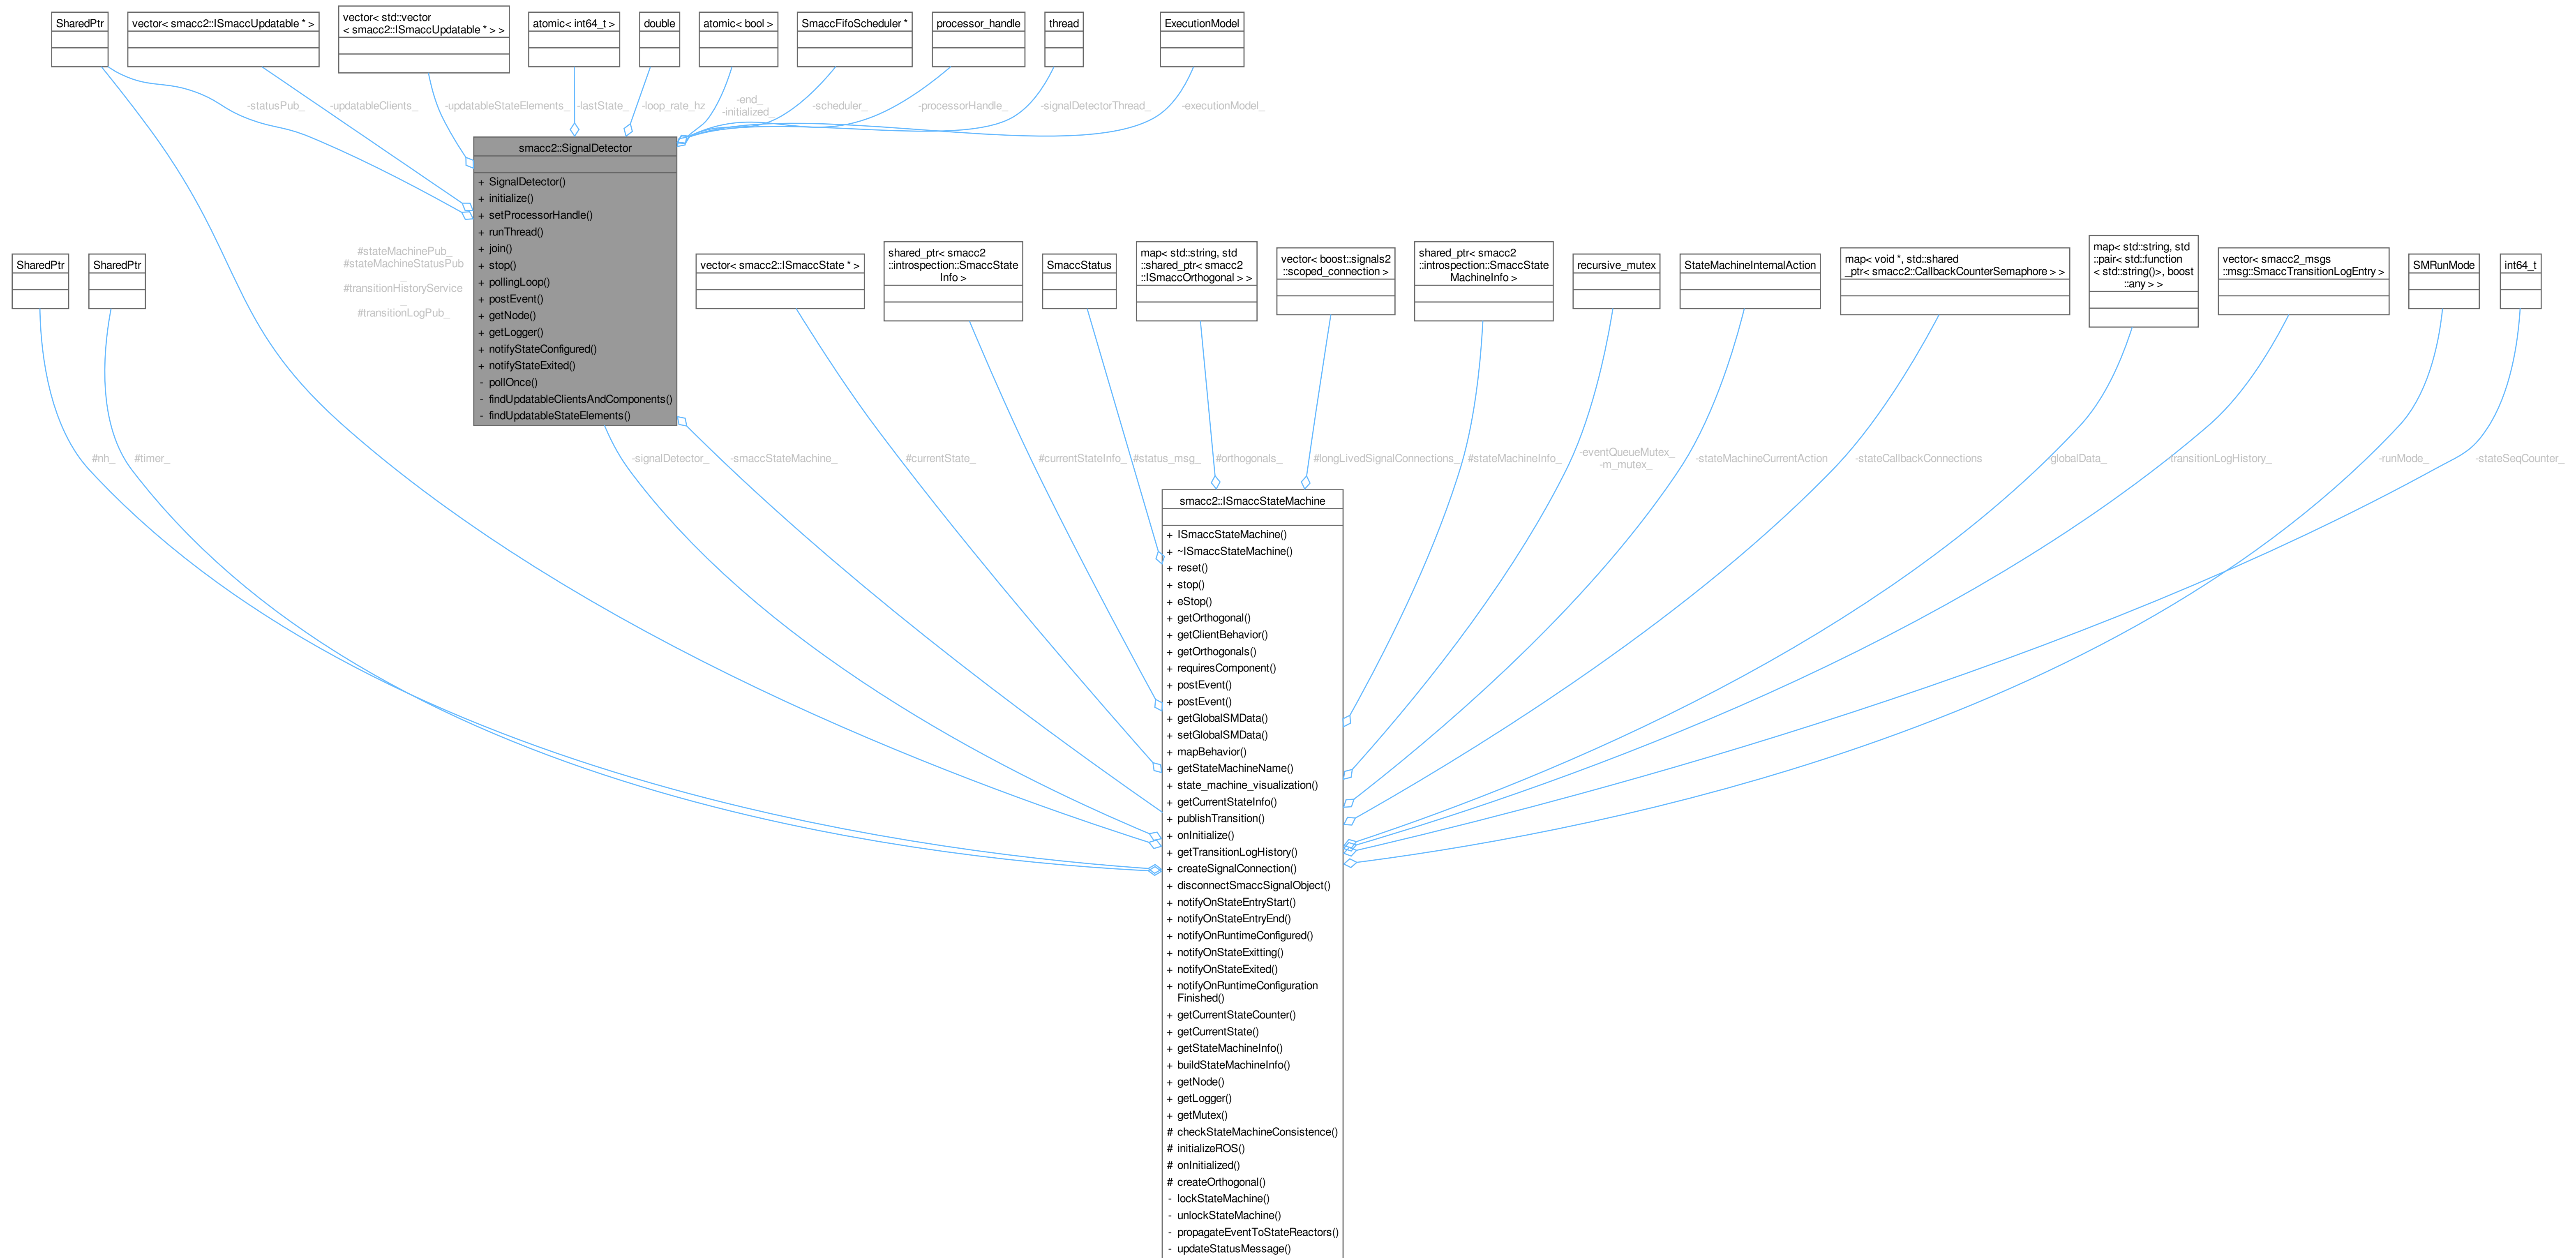 SharedPtr
vector< smacc2::ISmaccUpdatable * >
vector< std::vector
< smacc2::ISmaccUpdatable * > >
atomic< int64_t >
double
atomic< bool >
SmaccFifoScheduler *
processor_handle
thread
ExecutionModel
-statusPub_
-updatableClients_
-updatableStateElements_
-lastState_
-loop_rate_hz
-end_
-initialized_
-scheduler_
-processorHandle_
-signalDetectorThread_
-executionModel_
smacc2::SignalDetector
+ SignalDetector()
+ initialize()
+ setProcessorHandle()
+ runThread()
+ join()
+ stop()
+ pollingLoop()
+ postEvent()
+ getNode()
+ getLogger()
+ notifyStateConfigured()
+ notifyStateExited()
- pollOnce()
- findUpdatableClientsAndComponents()
- findUpdatableStateElements()
SharedPtr
SharedPtr
#stateMachinePub_
#stateMachineStatusPub
_
#transitionHistoryService
_
#transitionLogPub_
vector< smacc2::ISmaccState * >
shared_ptr< smacc2
::introspection::SmaccState
Info >
SmaccStatus
map< std::string, std
::shared_ptr< smacc2
::ISmaccOrthogonal > >
vector< boost::signals2
::scoped_connection >
shared_ptr< smacc2
::introspection::SmaccState
MachineInfo >
recursive_mutex
StateMachineInternalAction
map< void *, std::shared
_ptr< smacc2::CallbackCounterSemaphore > >
map< std::string, std
::pair< std::function
< std::string()>, boost
::any > >
vector< smacc2_msgs
::msg::SmaccTransitionLogEntry >
SMRunMode
int64_t
#nh_
#timer_
-signalDetector_
-smaccStateMachine_
#currentState_
#currentStateInfo_
#status_msg_
#orthogonals_
#longLivedSignalConnections_
#stateMachineInfo_
-eventQueueMutex_
-m_mutex_
-stateMachineCurrentAction
-stateCallbackConnections
-globalData_
-transitionLogHistory_
-runMode_
-stateSeqCounter_
smacc2::ISmaccStateMachine
+ ISmaccStateMachine()
+ ~ISmaccStateMachine()
+ reset()
+ stop()
+ eStop()
+ getOrthogonal()
+ getClientBehavior()
+ getOrthogonals()
+ requiresComponent()
+ postEvent()
+ postEvent()
+ getGlobalSMData()
+ setGlobalSMData()
+ mapBehavior()
+ getStateMachineName()
+ state_machine_visualization()
+ getCurrentStateInfo()
+ publishTransition()
+ onInitialize()
+ getTransitionLogHistory()
+ createSignalConnection()
+ disconnectSmaccSignalObject()
+ notifyOnStateEntryStart()
+ notifyOnStateEntryEnd()
+ notifyOnRuntimeConfigured()
+ notifyOnStateExitting()
+ notifyOnStateExited()
+ notifyOnRuntimeConfiguration
Finished()
+ getCurrentStateCounter()
+ getCurrentState()
+ getStateMachineInfo()
+ buildStateMachineInfo()
+ getNode()
+ getLogger()
+ getMutex()
# checkStateMachineConsistence()
# initializeROS()
# onInitialized()
# createOrthogonal()
- lockStateMachine()
- unlockStateMachine()
- propagateEventToStateReactors()
- updateStatusMessage()